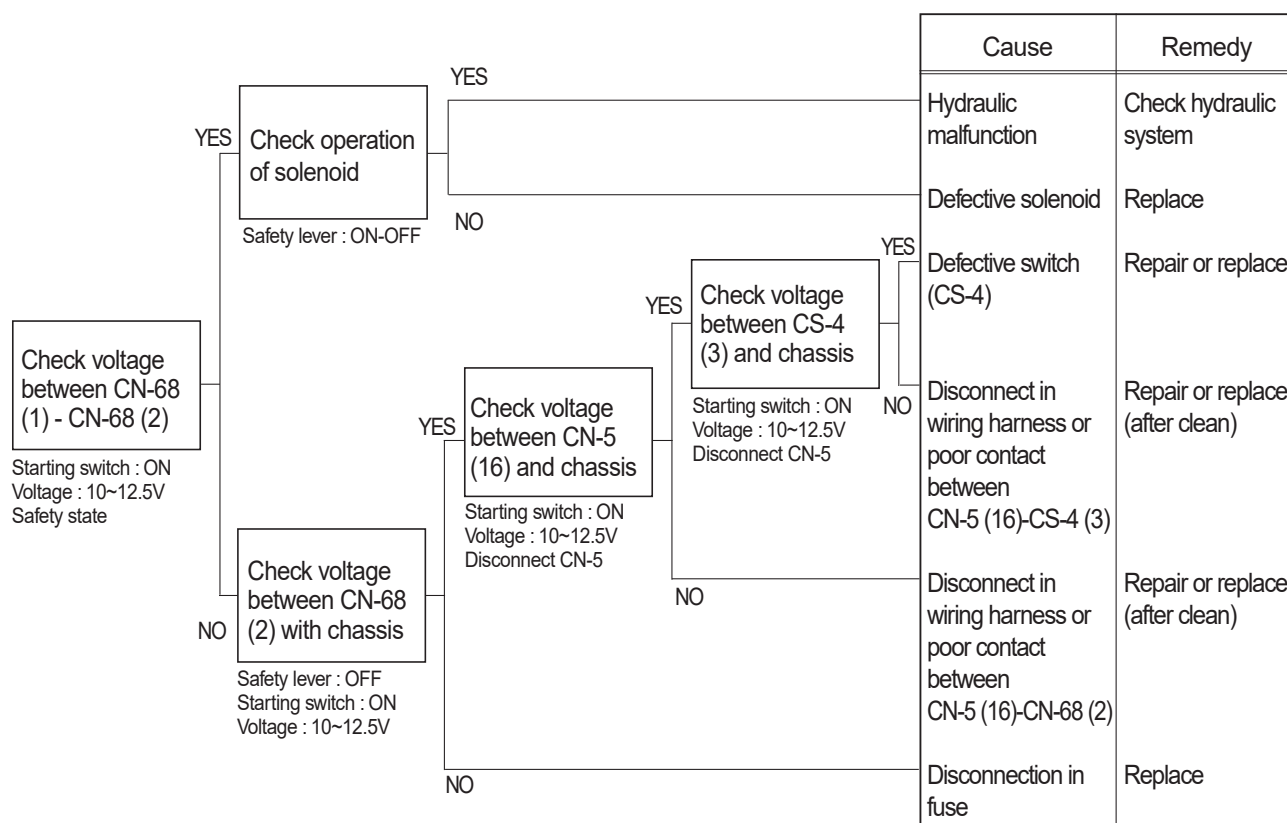 Cause
Remedy
YES
Hydraulic
malfunction
Check hydraulic
system
YES
Check operation
of solenoid
Safety lever : ON-OFF
NO
Defective solenoid
Replace
YES
Defective switch
(CS-4)
Repair or replace
YES
Check voltage
between CS-4
(3) and chassis
Starting switch : ON
Voltage : 10~12.5V
Disconnect CN-5
NO
Disconnect in
wiring harness or
poor contact
between
CN-5 (16)-CS-4 (3)
Repair or replace
(after clean)
Check voltage
between CN-68
(1) - CN-68 (2)
Starting switch : ON
Voltage : 10~12.5V
Safety state
YES
Check voltage
between CN-5
(16) and chassis
Starting switch : ON
Voltage : 10~12.5V
Disconnect CN-5
NO
Disconnect in
wiring harness or
poor contact
between
CN-5 (16)-CN-68 (2)
Repair or replace
(after clean)
NO
Check voltage
between CN-68
(2) with chassis
Safety lever : OFF
Starting switch : ON
Voltage : 10~12.5V
NO
Disconnection in
fuse
Replace